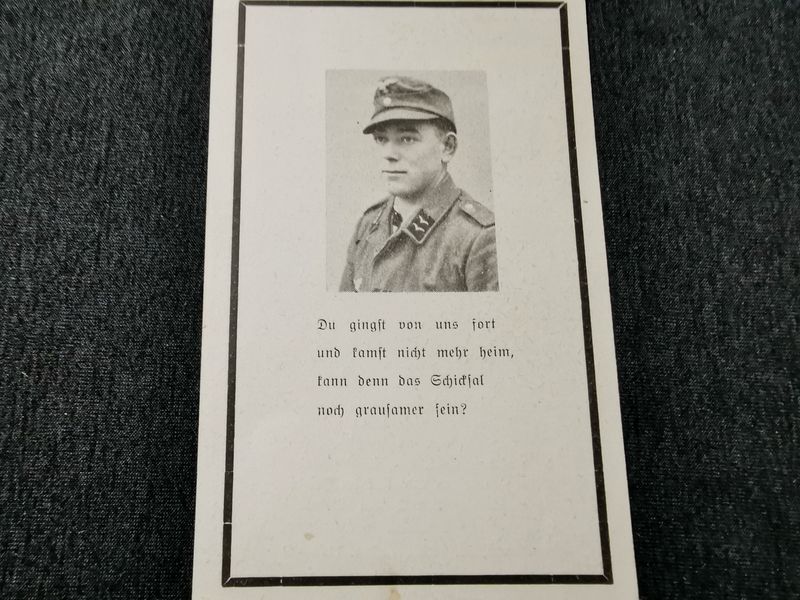 Du gingst von uns fort
und kamst nicht mehr heim,
kann denn das Schicksal
noch grausamer sein?